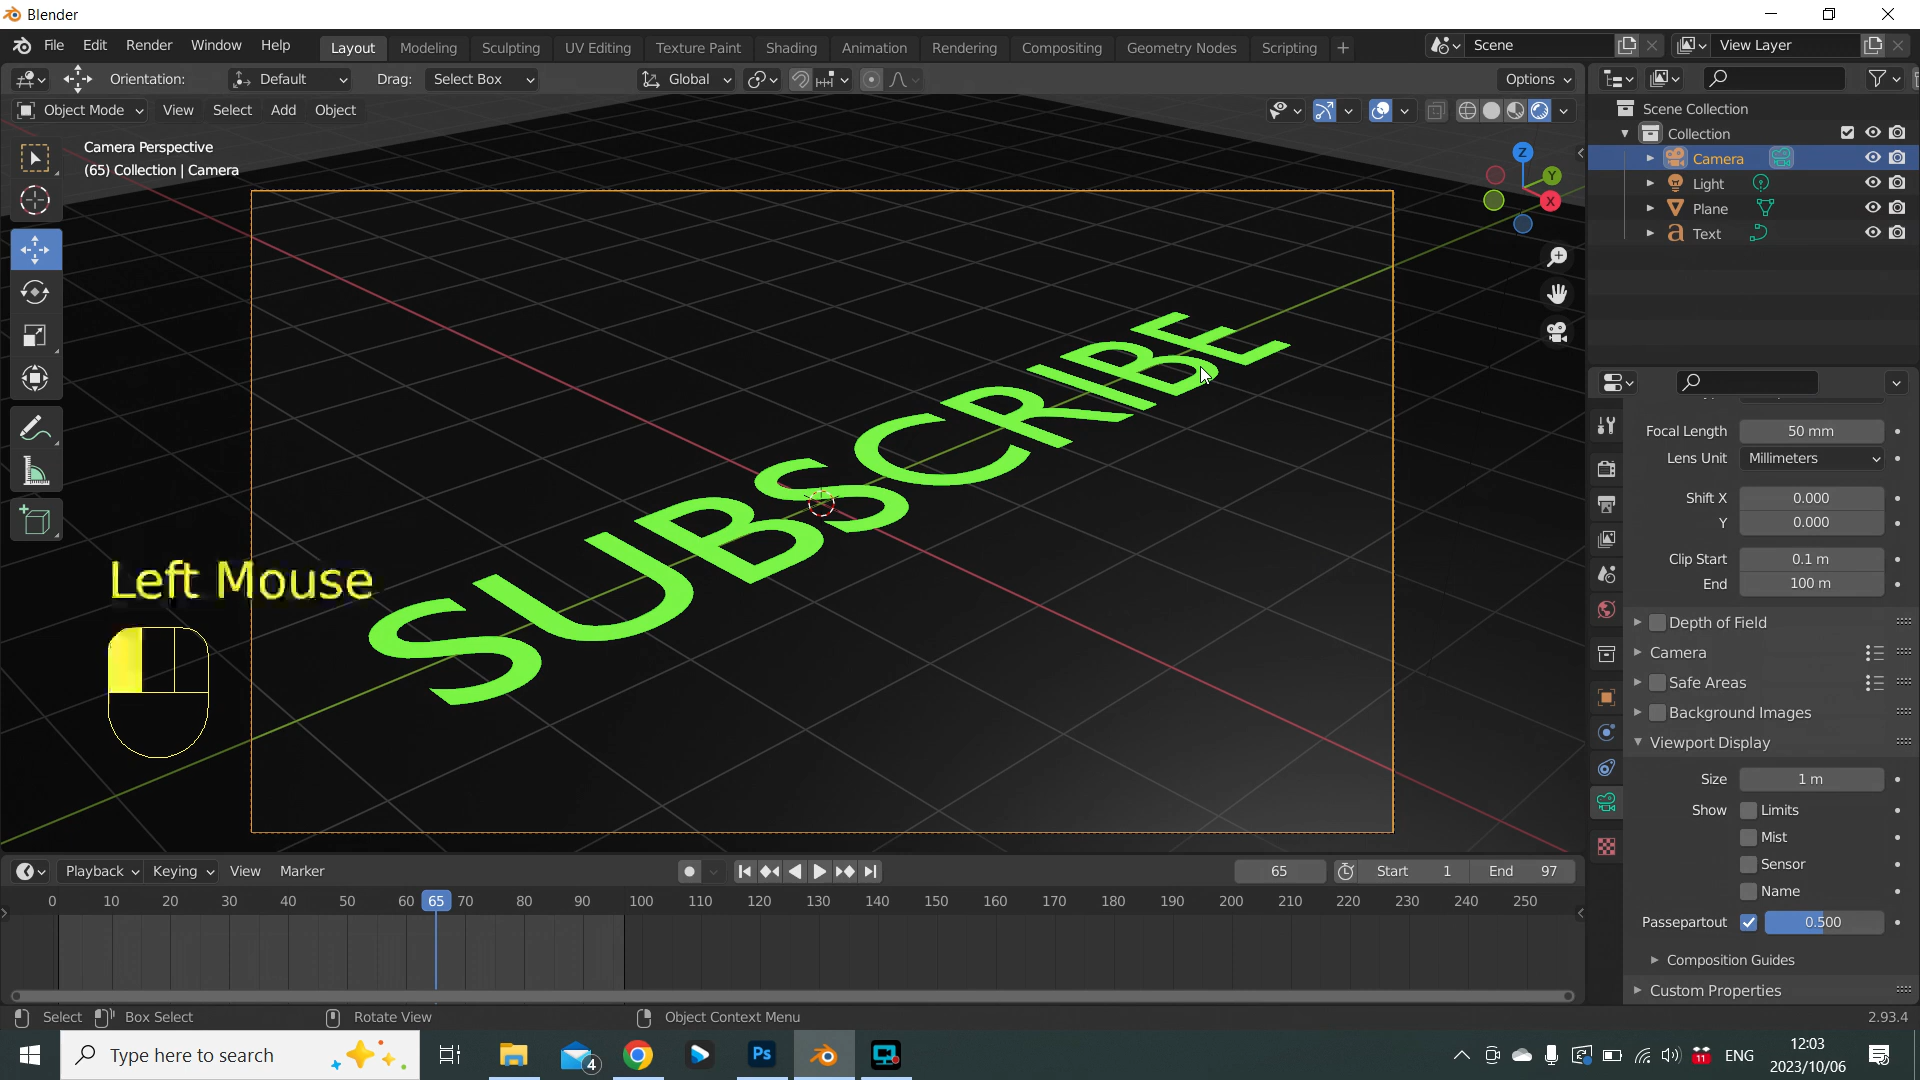 Blender
File Edit Render Window Help Layout Modeling Sculpting UV Editing Texture Paint Shading Animation Rendering Compositing Geometry Nodes Scripting + Scene View Layer
Orientation: Default Drag: Select Box Global Options
Object Mode View Select Add Object
Camera Perspective
(65) Collection | Camera
Z
Y
X
Scene Collection
Collection
Camera
Light
Plane
Text
SUBSCRIBE
Left Mouse
Focal Length 50 mm
Lens Unit Millimeters
Shift X 0.000
Y 0.000
Clip Start 0.1 m
End 100 m
Depth of Field
Camera
Safe Areas
Background Images
Viewport Display
Size 1 m
Show Limits
Mist
Sensor
Name
Passepartout 0.500
Composition Guides
Custom Properties
Playback Keying View Marker 65 Start 1 End 97
0 10 20 30 40 50 60 65 70 80 90 100 110 120 130 140 150 160 170 180 190 200 210 220 230 240 250
Select Box Select Rotate View Object Context Menu 2.93.4
Type here to search 4 Ps 11 ENG 12:03
2023/10/06